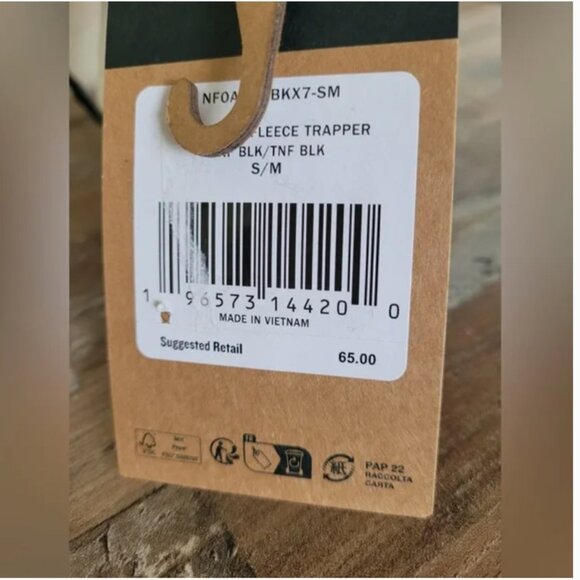 NF0A BKX7-SM
FLEECE TRAPPER
BLK/TNF BLK
S/M
1 96573 14420 0
MADE IN VIETNAM
Suggested Retail 65.00
FSC
PAP 22
RACCOLTA
CARTA